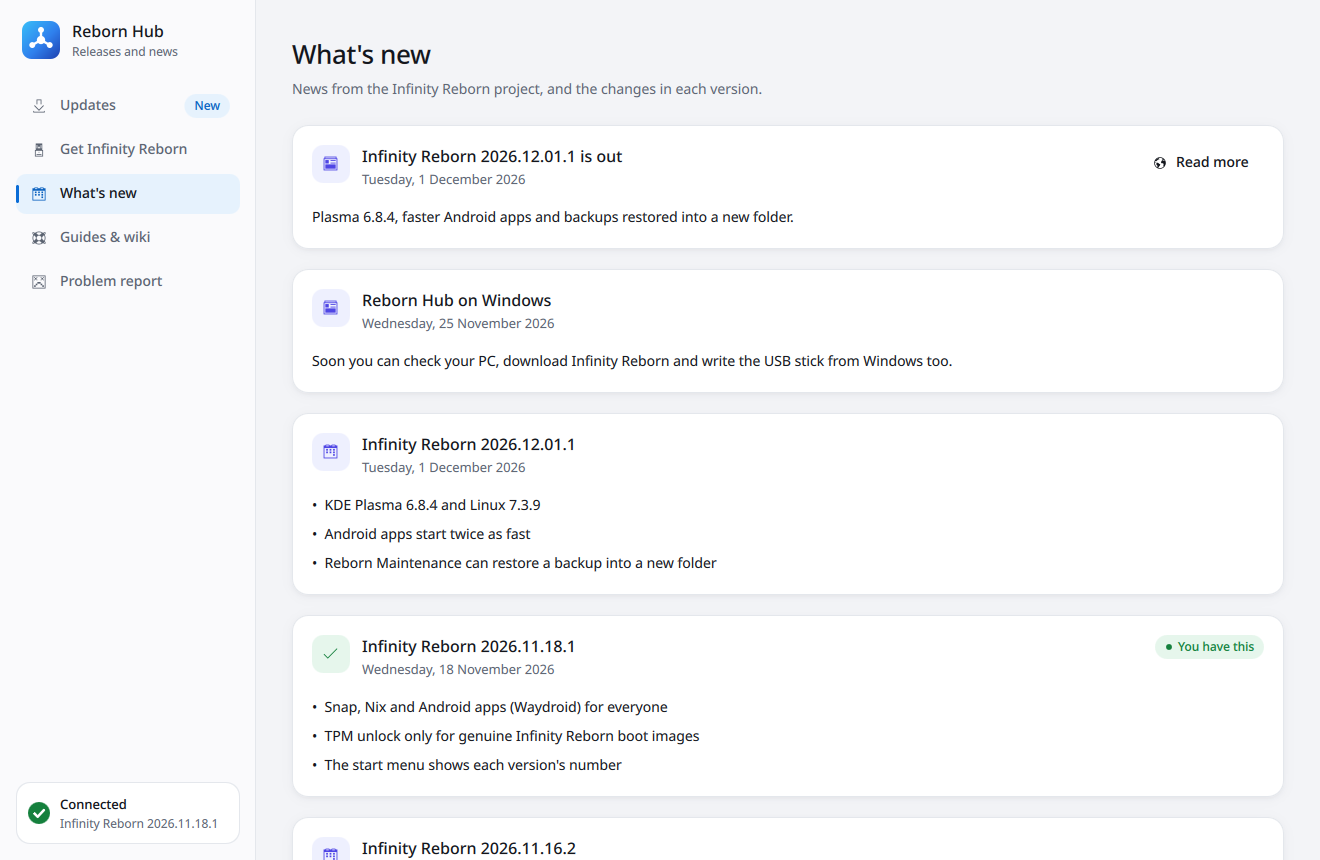 Reborn Hub
Releases and news
Updates
New
Get Infinity Reborn
What's new
Guides & wiki
Problem report
Connected
Infinity Reborn 2026.11.18.1
What's new
News from the Infinity Reborn project, and the changes in each version.
Infinity Reborn 2026.12.01.1 is out
Tuesday, 1 December 2026
Read more
Plasma 6.8.4, faster Android apps and backups restored into a new folder.
Reborn Hub on Windows
Wednesday, 25 November 2026
Soon you can check your PC, download Infinity Reborn and write the USB stick from Windows too.
Infinity Reborn 2026.12.01.1
Tuesday, 1 December 2026
• KDE Plasma 6.8.4 and Linux 7.3.9
• Android apps start twice as fast
• Reborn Maintenance can restore a backup into a new folder
Infinity Reborn 2026.11.18.1
Wednesday, 18 November 2026
You have this
• Snap, Nix and Android apps (Waydroid) for everyone
• TPM unlock only for genuine Infinity Reborn boot images
• The start menu shows each version's number
Infinity Reborn 2026.11.16.2